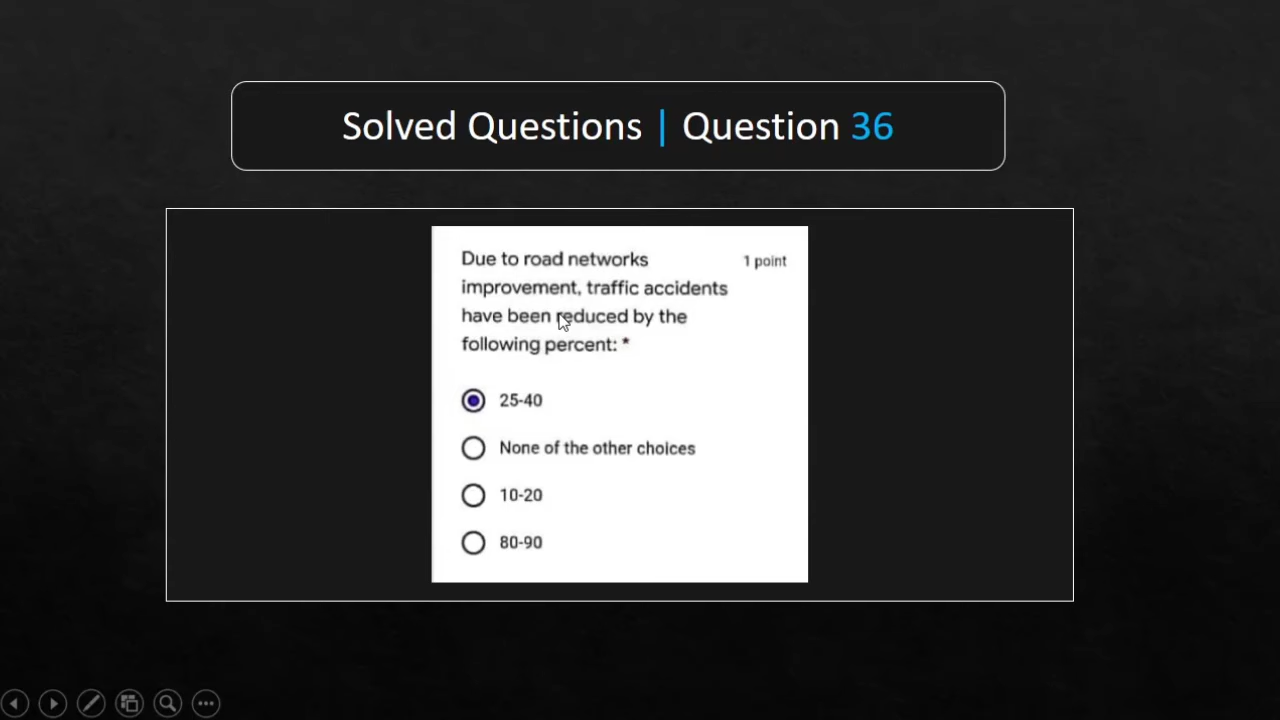 Solved Questions | Question 36
Due to road networks 1 point
improvement, traffic accidents
have been reduced by the
following percent: *
25-40
None of the other choices
10-20
80-90